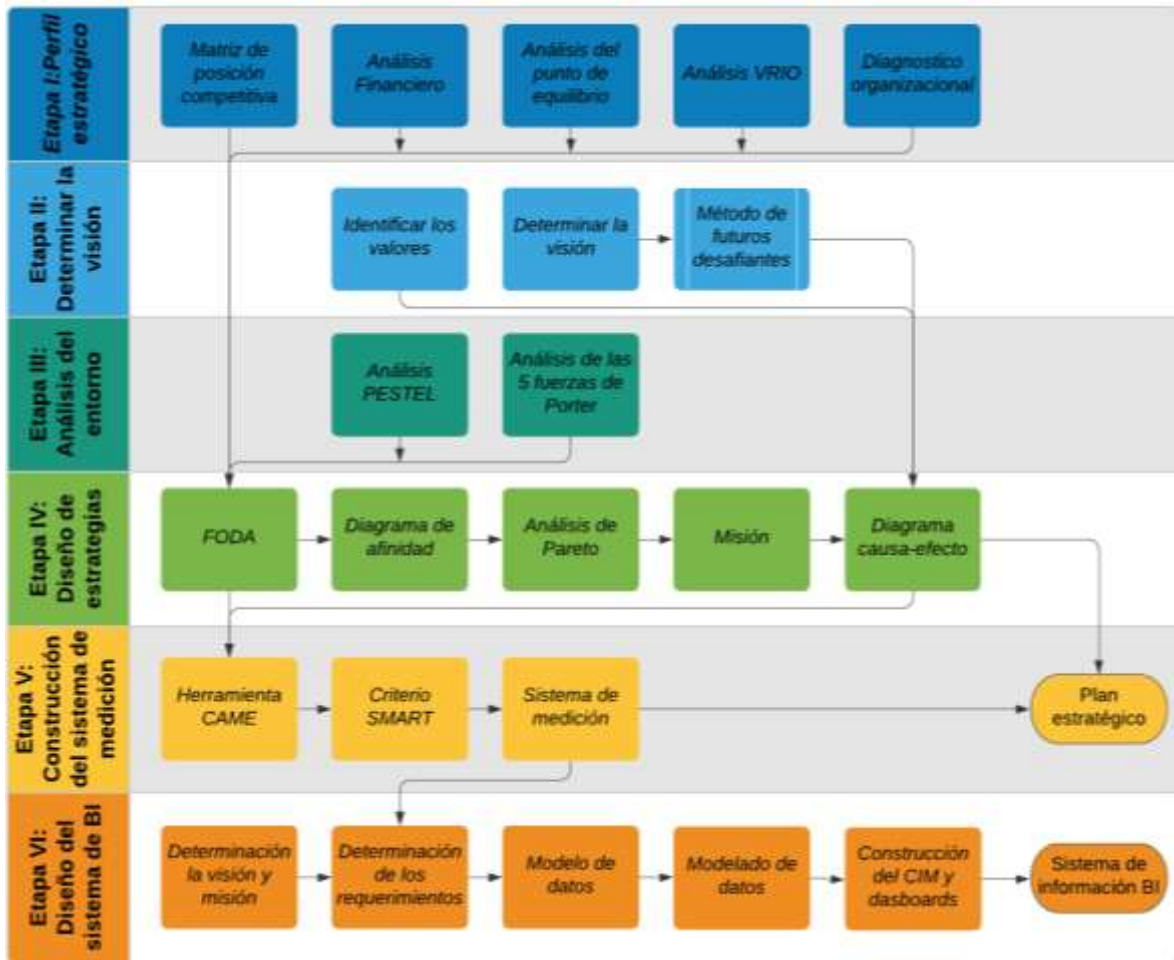 Etapa I:Perfil
estratégico
Matriz de
posición
competitiva
Análisis
Financiero
Análisis del
punto de
equilibrio
Análisis VRIO
Diagnostico
organizacional
Etapa II:
Determinar la
visión
Identificar los
valores
Determinar la
visión
Método de
futuros
desafiantes
Etapa III:
Análisis del
entorno
Análisis
PESTEL
Análisis de las
5 fuerzas de
Porter
Etapa IV:
Diseño de
estrategias
FODA
Diagrama de
afinidad
Análisis de
Pareto
Misión
Diagrama
causa-efecto
Etapa V:
Construcción
del sistema de
medición
Herramienta
CAME
Criterio
SMART
Sistema de
medición
Plan
estratégico
Etapa VI:
Diseño del
sistema de BI
Determinación
la visión y
misión
Determinación
de los
requerimientos
Modelo de
datos
Modelado de
datos
Construcción
del CIM y
dasboards
Sistema de
información BI